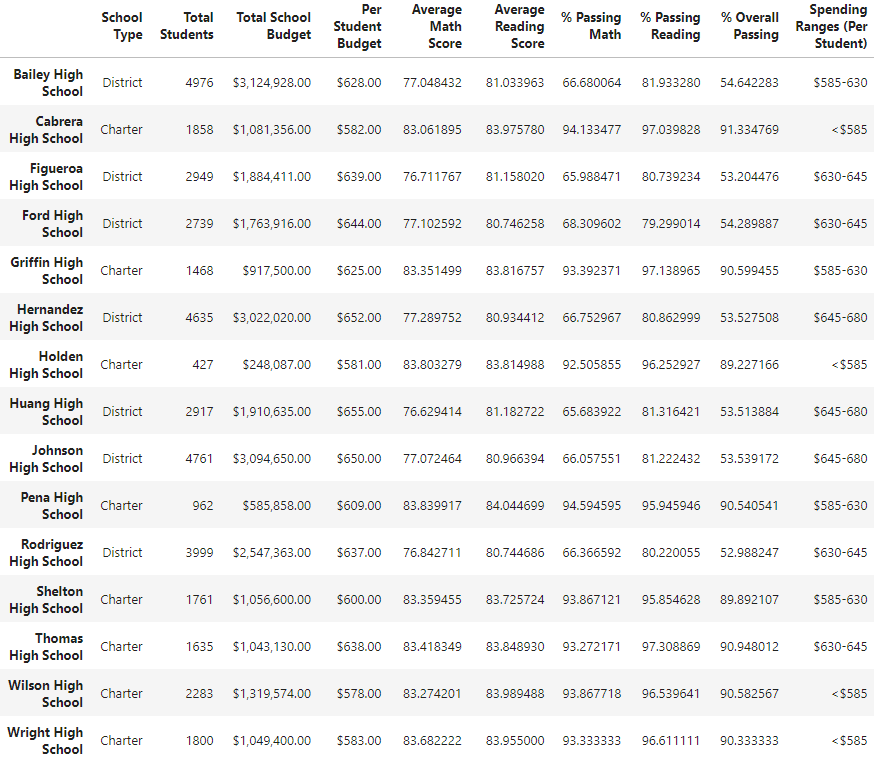 School Type Total Students Total School Budget Per Student Budget Average Math Score Average Reading Score % Passing Math % Passing Reading % Overall Passing Spending Ranges (Per Student)
Bailey High School District 4976 $3,124,928.00 $628.00 77.048432 81.033963 66.680064 81.933280 54.642283 $585-630
Cabrera High School Charter 1858 $1,081,356.00 $582.00 83.061895 83.975780 94.133477 97.039828 91.334769 <$585
Figueroa High School District 2949 $1,884,411.00 $639.00 76.711767 81.158020 65.988471 80.739234 53.204476 $630-645
Ford High School District 2739 $1,763,916.00 $644.00 77.102592 80.746258 68.309602 79.299014 54.289887 $630-645
Griffin High School Charter 1468 $917,500.00 $625.00 83.351499 83.816757 93.392371 97.138965 90.599455 $585-630
Hernandez High School District 4635 $3,022,020.00 $652.00 77.289752 80.934412 66.752967 80.862999 53.527508 $645-680
Holden High School Charter 427 $248,087.00 $581.00 83.803279 83.814988 92.505855 96.252927 89.227166 <$585
Huang High School District 2917 $1,910,635.00 $655.00 76.629414 81.182722 65.683922 81.316421 53.513884 $645-680
Johnson High School District 4761 $3,094,650.00 $650.00 77.072464 80.966394 66.057551 81.222432 53.539172 $645-680
Pena High School Charter 962 $585,858.00 $609.00 83.839917 84.044699 94.594595 95.945946 90.540541 $585-630
Rodriguez High School District 3999 $2,547,363.00 $637.00 76.842711 80.744686 66.366592 80.220055 52.988247 $630-645
Shelton High School Charter 1761 $1,056,600.00 $600.00 83.359455 83.725724 93.867121 95.854628 89.892107 $585-630
Thomas High School Charter 1635 $1,043,130.00 $638.00 83.418349 83.848930 93.272171 97.308869 90.948012 $630-645
Wilson High School Charter 2283 $1,319,574.00 $578.00 83.274201 83.989488 93.867718 96.539641 90.582567 <$585
Wright High School Charter 1800 $1,049,400.00 $583.00 83.682222 83.955000 93.333333 96.611111 90.333333 <$585